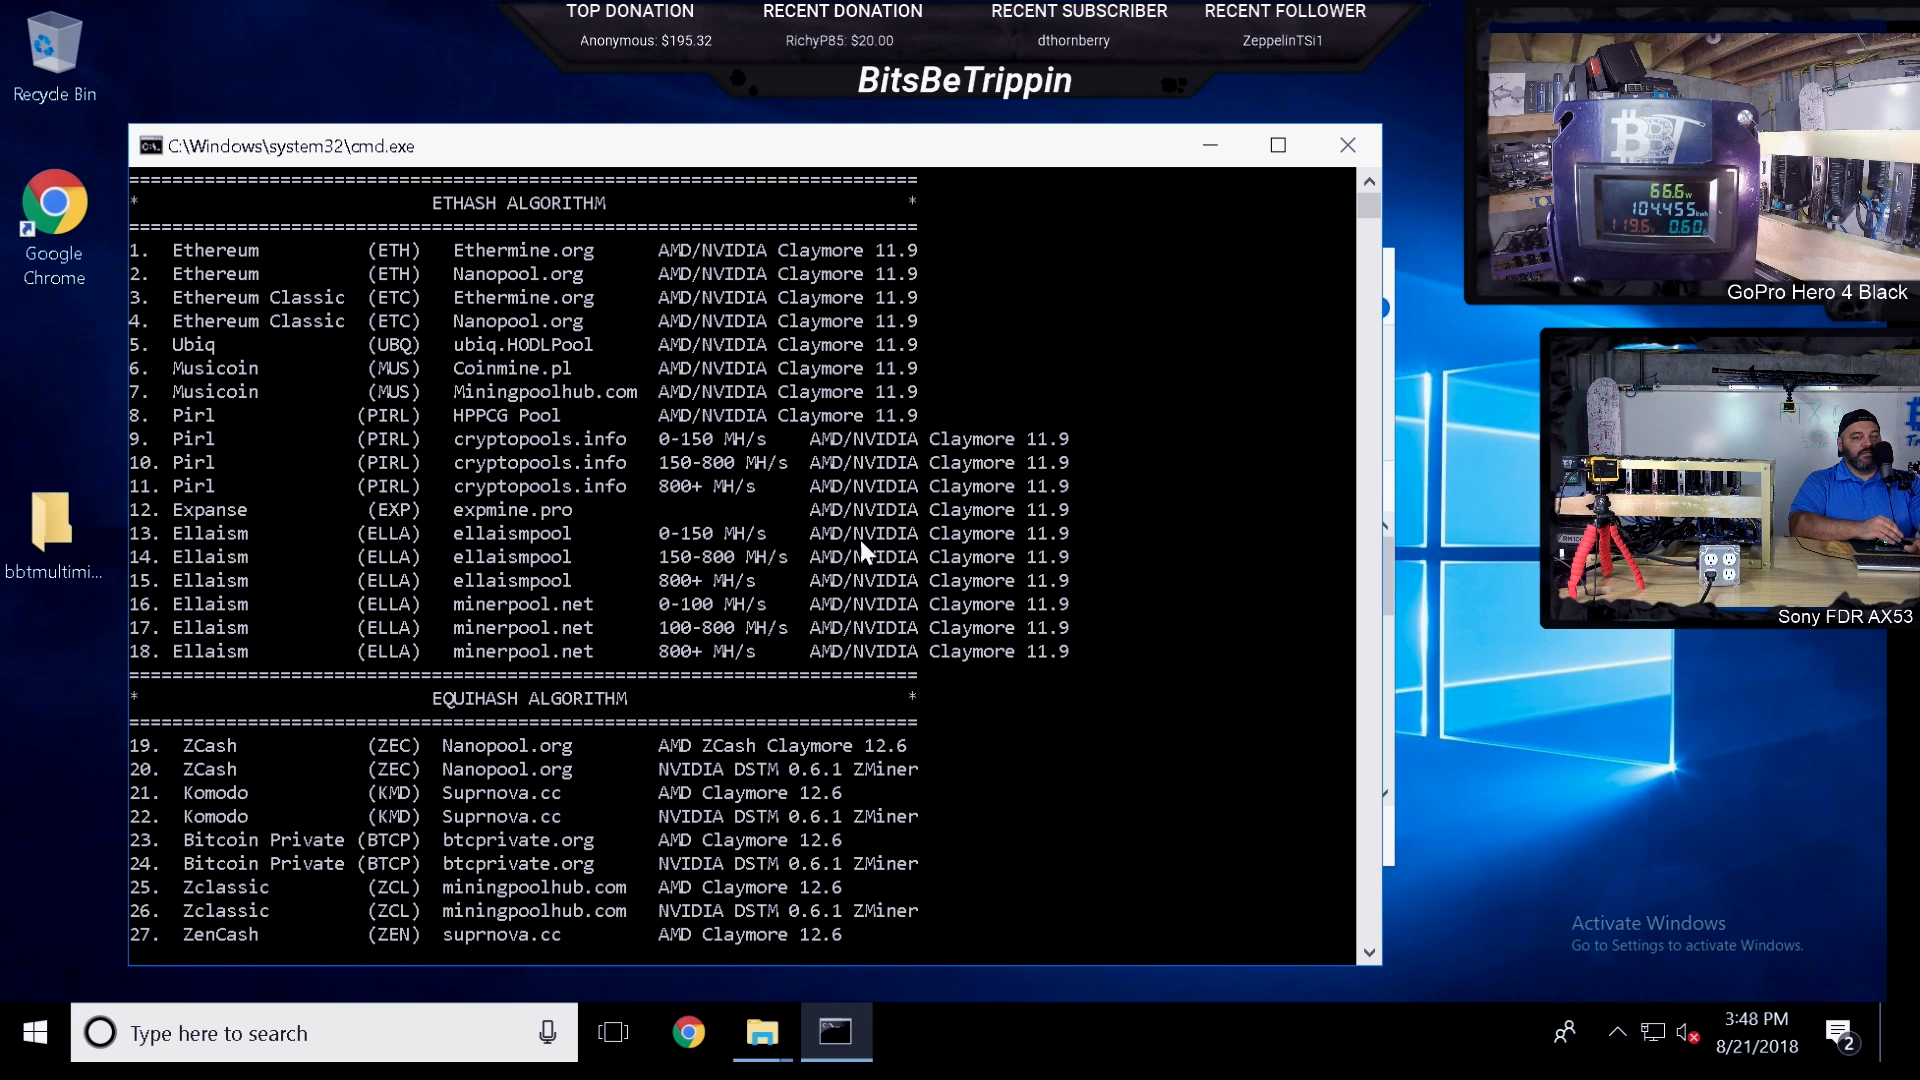 TOP DONATION RECENT DONATION RECENT SUBSCRIBER RECENT FOLLOWER
Anonymous: $195.32 RichyP85: $20.00 dthornberry ZeppelinTSi1
BitsBeTrippin
Recycle Bin
Google
Chrome
bbtmultimi...
C:\Windows\system32\cmd.exe
================================================================
* ETHASH ALGORITHM *
================================================================
1. Ethereum (ETH) Ethermine.org AMD/NVIDIA Claymore 11.9
2. Ethereum (ETH) Nanopool.org AMD/NVIDIA Claymore 11.9
3. Ethereum Classic (ETC) Ethermine.org AMD/NVIDIA Claymore 11.9
4. Ethereum Classic (ETC) Nanopool.org AMD/NVIDIA Claymore 11.9
5. Ubiq (UBQ) ubiq.HODLPool AMD/NVIDIA Claymore 11.9
6. Musicoin (MUS) Coinmine.pl AMD/NVIDIA Claymore 11.9
7. Musicoin (MUS) Miningpoolhub.com AMD/NVIDIA Claymore 11.9
8. Pirl (PIRL) HPPCG Pool AMD/NVIDIA Claymore 11.9
9. Pirl (PIRL) cryptopools.info 0-150 MH/s AMD/NVIDIA Claymore 11.9
10. Pirl (PIRL) cryptopools.info 150-800 MH/s AMD/NVIDIA Claymore 11.9
11. Pirl (PIRL) cryptopools.info 800+ MH/s AMD/NVIDIA Claymore 11.9
12. Expanse (EXP) expmine.pro AMD/NVIDIA Claymore 11.9
13. Ellaism (ELLA) ellaismpool 0-150 MH/s AMD/NVIDIA Claymore 11.9
14. Ellaism (ELLA) ellaismpool 150-800 MH/s AMD/NVIDIA Claymore 11.9
15. Ellaism (ELLA) ellaismpool 800+ MH/s AMD/NVIDIA Claymore 11.9
16. Ellaism (ELLA) minerpool.net 0-100 MH/s AMD/NVIDIA Claymore 11.9
17. Ellaism (ELLA) minerpool.net 100-800 MH/s AMD/NVIDIA Claymore 11.9
18. Ellaism (ELLA) minerpool.net 800+ MH/s AMD/NVIDIA Claymore 11.9
================================================================
* EQUIHASH ALGORITHM *
================================================================
19. ZCash (ZEC) Nanopool.org AMD ZCash Claymore 12.6
20. ZCash (ZEC) Nanopool.org NVIDIA DSTM 0.6.1 ZMiner
21. Komodo (KMD) Suprnova.cc AMD Claymore 12.6
22. Komodo (KMD) Suprnova.cc NVIDIA DSTM 0.6.1 ZMiner
23. Bitcoin Private (BTCP) btcprivate.org AMD Claymore 12.6
24. Bitcoin Private (BTCP) btcprivate.org NVIDIA DSTM 0.6.1 ZMiner
25. Zclassic (ZCL) miningpoolhub.com AMD Claymore 12.6
26. Zclassic (ZCL) miningpoolhub.com NVIDIA DSTM 0.6.1 ZMiner
27. ZenCash (ZEN) suprnova.cc AMD Claymore 12.6
66.6w
104.455kwh
119.6v 0.60A
GoPro Hero 4 Black
Sony FDR AX53
Activate Windows
Go to Settings to activate Windows.
Type here to search
3:48 PM
8/21/2018
2